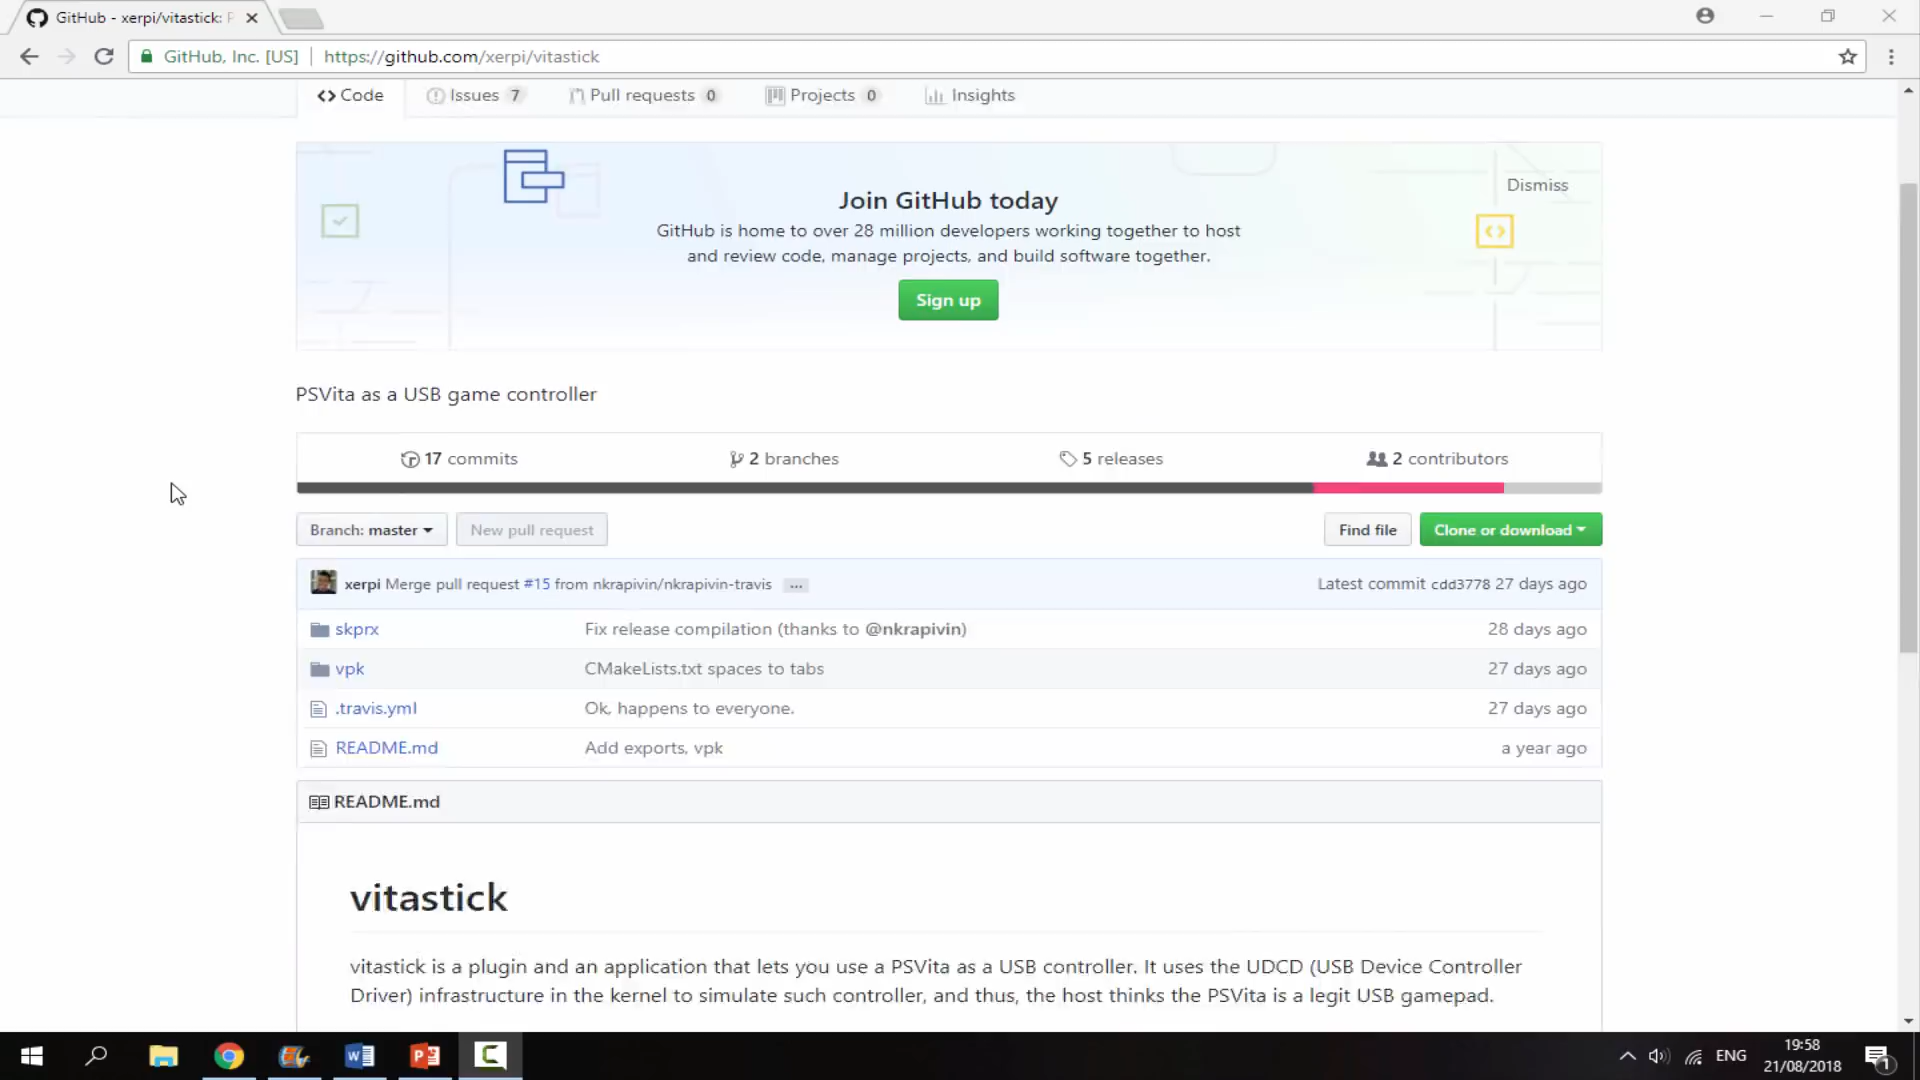 GitHub - xerpi/vitastick: P
GitHub, Inc. [US] | https://github.com/xerpi/vitastick
Code Issues 7 Pull requests 0 Projects 0 Insights
Dismiss
Join GitHub today
GitHub is home to over 28 million developers working together to host
and review code, manage projects, and build software together.
Sign up
PSVita as a USB game controller
17 commits 2 branches 5 releases 2 contributors
Branch: master New pull request Find file Clone or download
xerpi Merge pull request #15 from nkrapivin/nkrapivin-travis ... Latest commit cdd3778 27 days ago
skprx Fix release compilation (thanks to @nkrapivin) 28 days ago
vpk CMakeLists.txt spaces to tabs 27 days ago
.travis.yml Ok, happens to everyone. 27 days ago
README.md Add exports, vpk a year ago
README.md
vitastick
vitastick is a plugin and an application that lets you use a PSVita as a USB controller. It uses the UDCD (USB Device Controller
Driver) infrastructure in the kernel to simulate such controller, and thus, the host thinks the PSVita is a legit USB gamepad.
ENG 19:58
21/08/2018 1